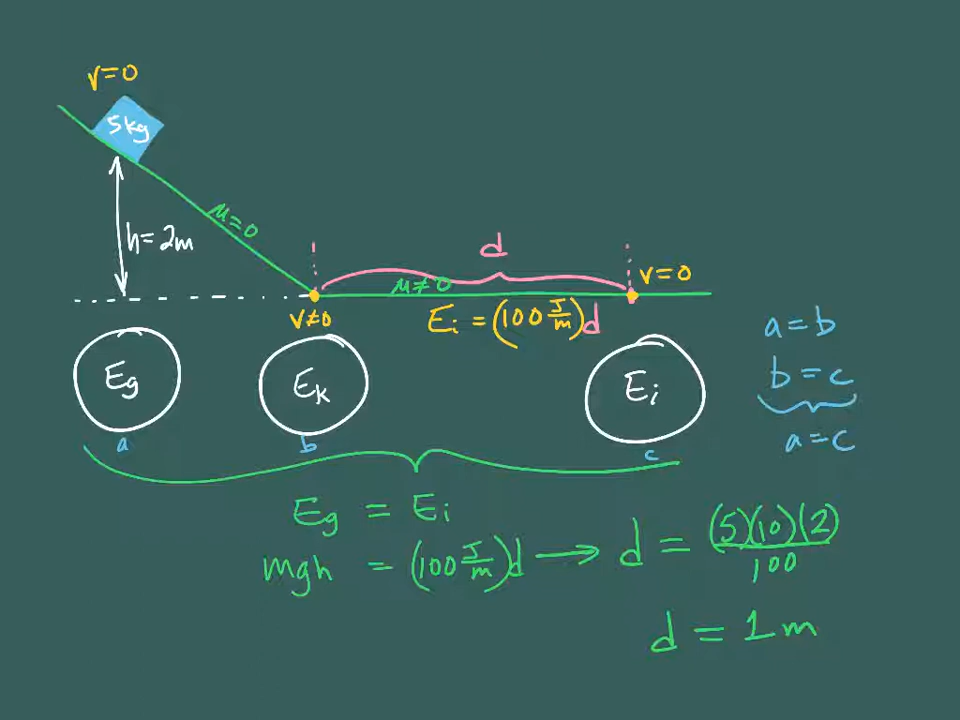 v=0
5kg
h=2m
μ=0
d
μ≠0
v=0
v≠0
Ei = (100 J/m)d
Eg
Ek
Ei
a
b
c
a=b
b=c
a=c
Eg = Ei
mgh = (100 J/m)d → d = (5)(10)(2)/100
d = 1m